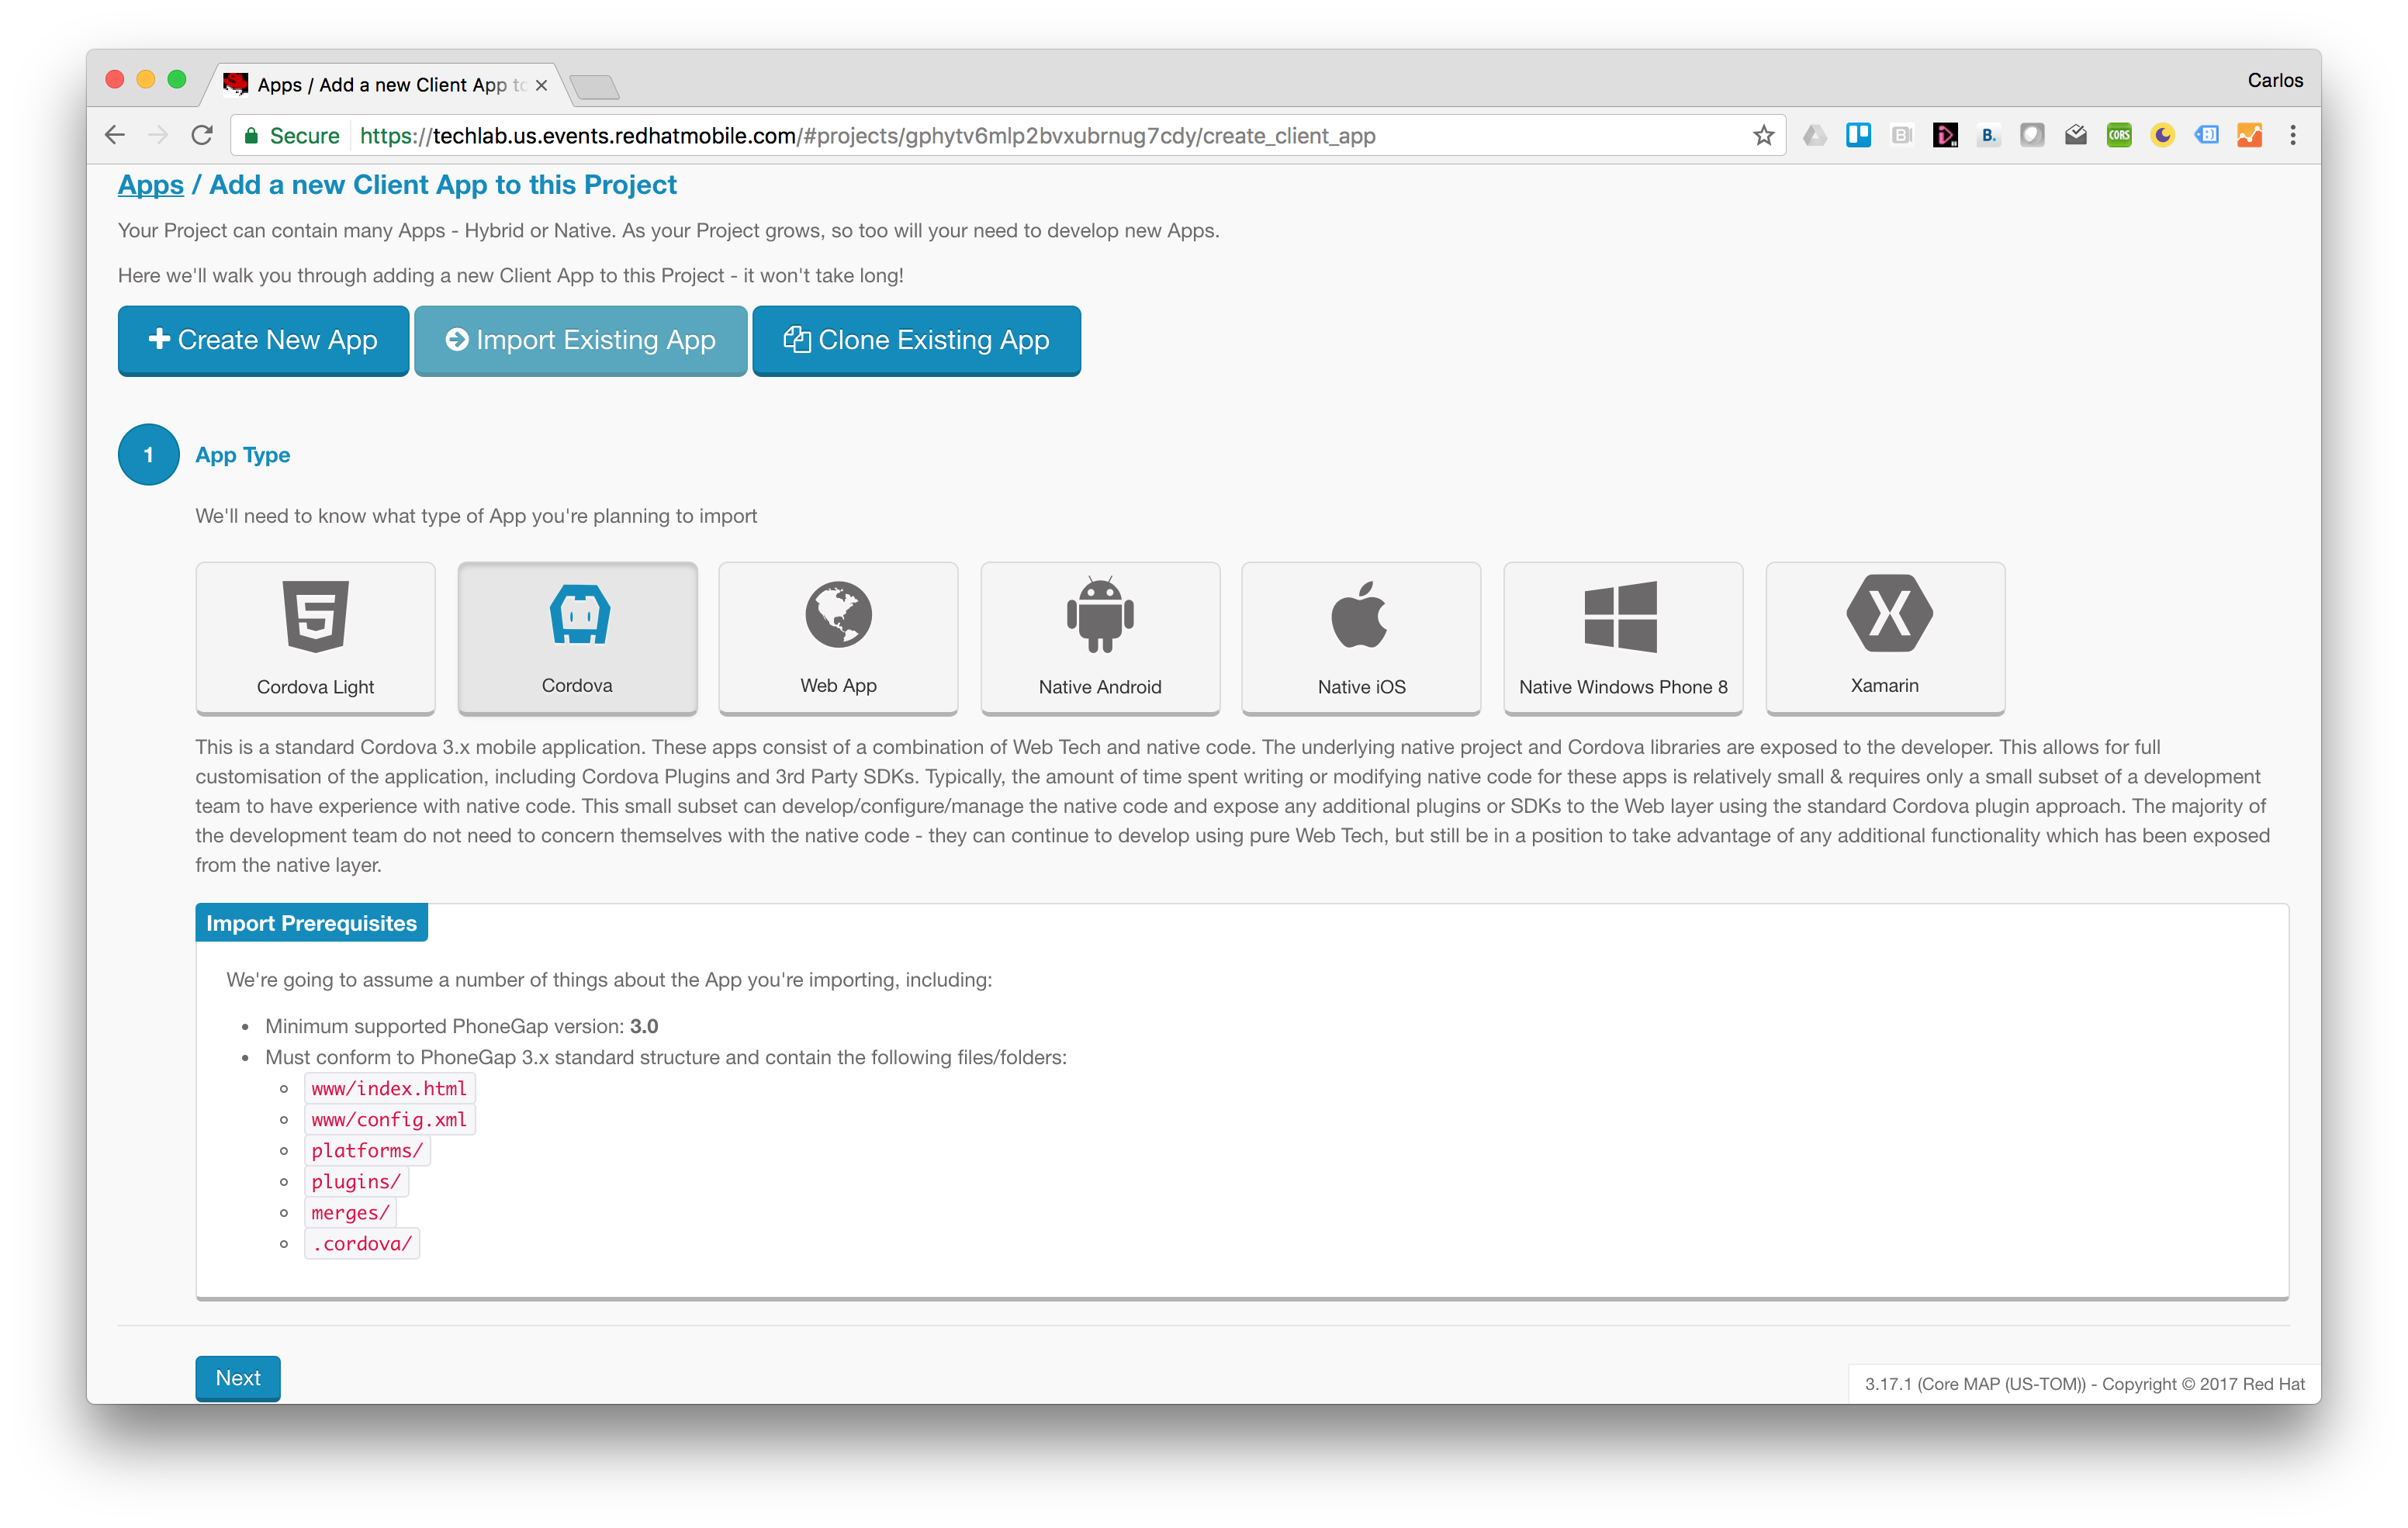 Apps / Add a new Client App to
Carlos
Secure https://techlab.us.events.redhatmobile.com/#projects/gphytv6mlp2bvxubrnug7cdy/create_client_app
B.
CORS
Apps / Add a new Client App to this Project
Your Project can contain many Apps - Hybrid or Native. As your Project grows, so too will your need to develop new Apps.
Here we'll walk you through adding a new Client App to this Project - it won't take long!
Create New App
Import Existing App
Clone Existing App
1 App Type
We'll need to know what type of App you're planning to import
Cordova Light
Cordova
Web App
Native Android
Native iOS
Native Windows Phone 8
Xamarin
This is a standard Cordova 3.x mobile application. These apps consist of a combination of Web Tech and native code. The underlying native project and Cordova libraries are exposed to the developer. This allows for full
customisation of the application, including Cordova Plugins and 3rd Party SDKs. Typically, the amount of time spent writing or modifying native code for these apps is relatively small & requires only a small subset of a development
team to have experience with native code. This small subset can develop/configure/manage the native code and expose any additional plugins or SDKs to the Web layer using the standard Cordova plugin approach. The majority of
the development team do not need to concern themselves with the native code - they can continue to develop using pure Web Tech, but still be in a position to take advantage of any additional functionality which has been exposed
from the native layer.
Import Prerequisites
We're going to assume a number of things about the App you're importing, including:
Minimum supported PhoneGap version: 3.0
Must conform to PhoneGap 3.x standard structure and contain the following files/folders:
www/index.html
www/config.xml
platforms/
plugins/
merges/
.cordova/
Next
3.17.1 (Core MAP (US-TOM)) - Copyright © 2017 Red Hat